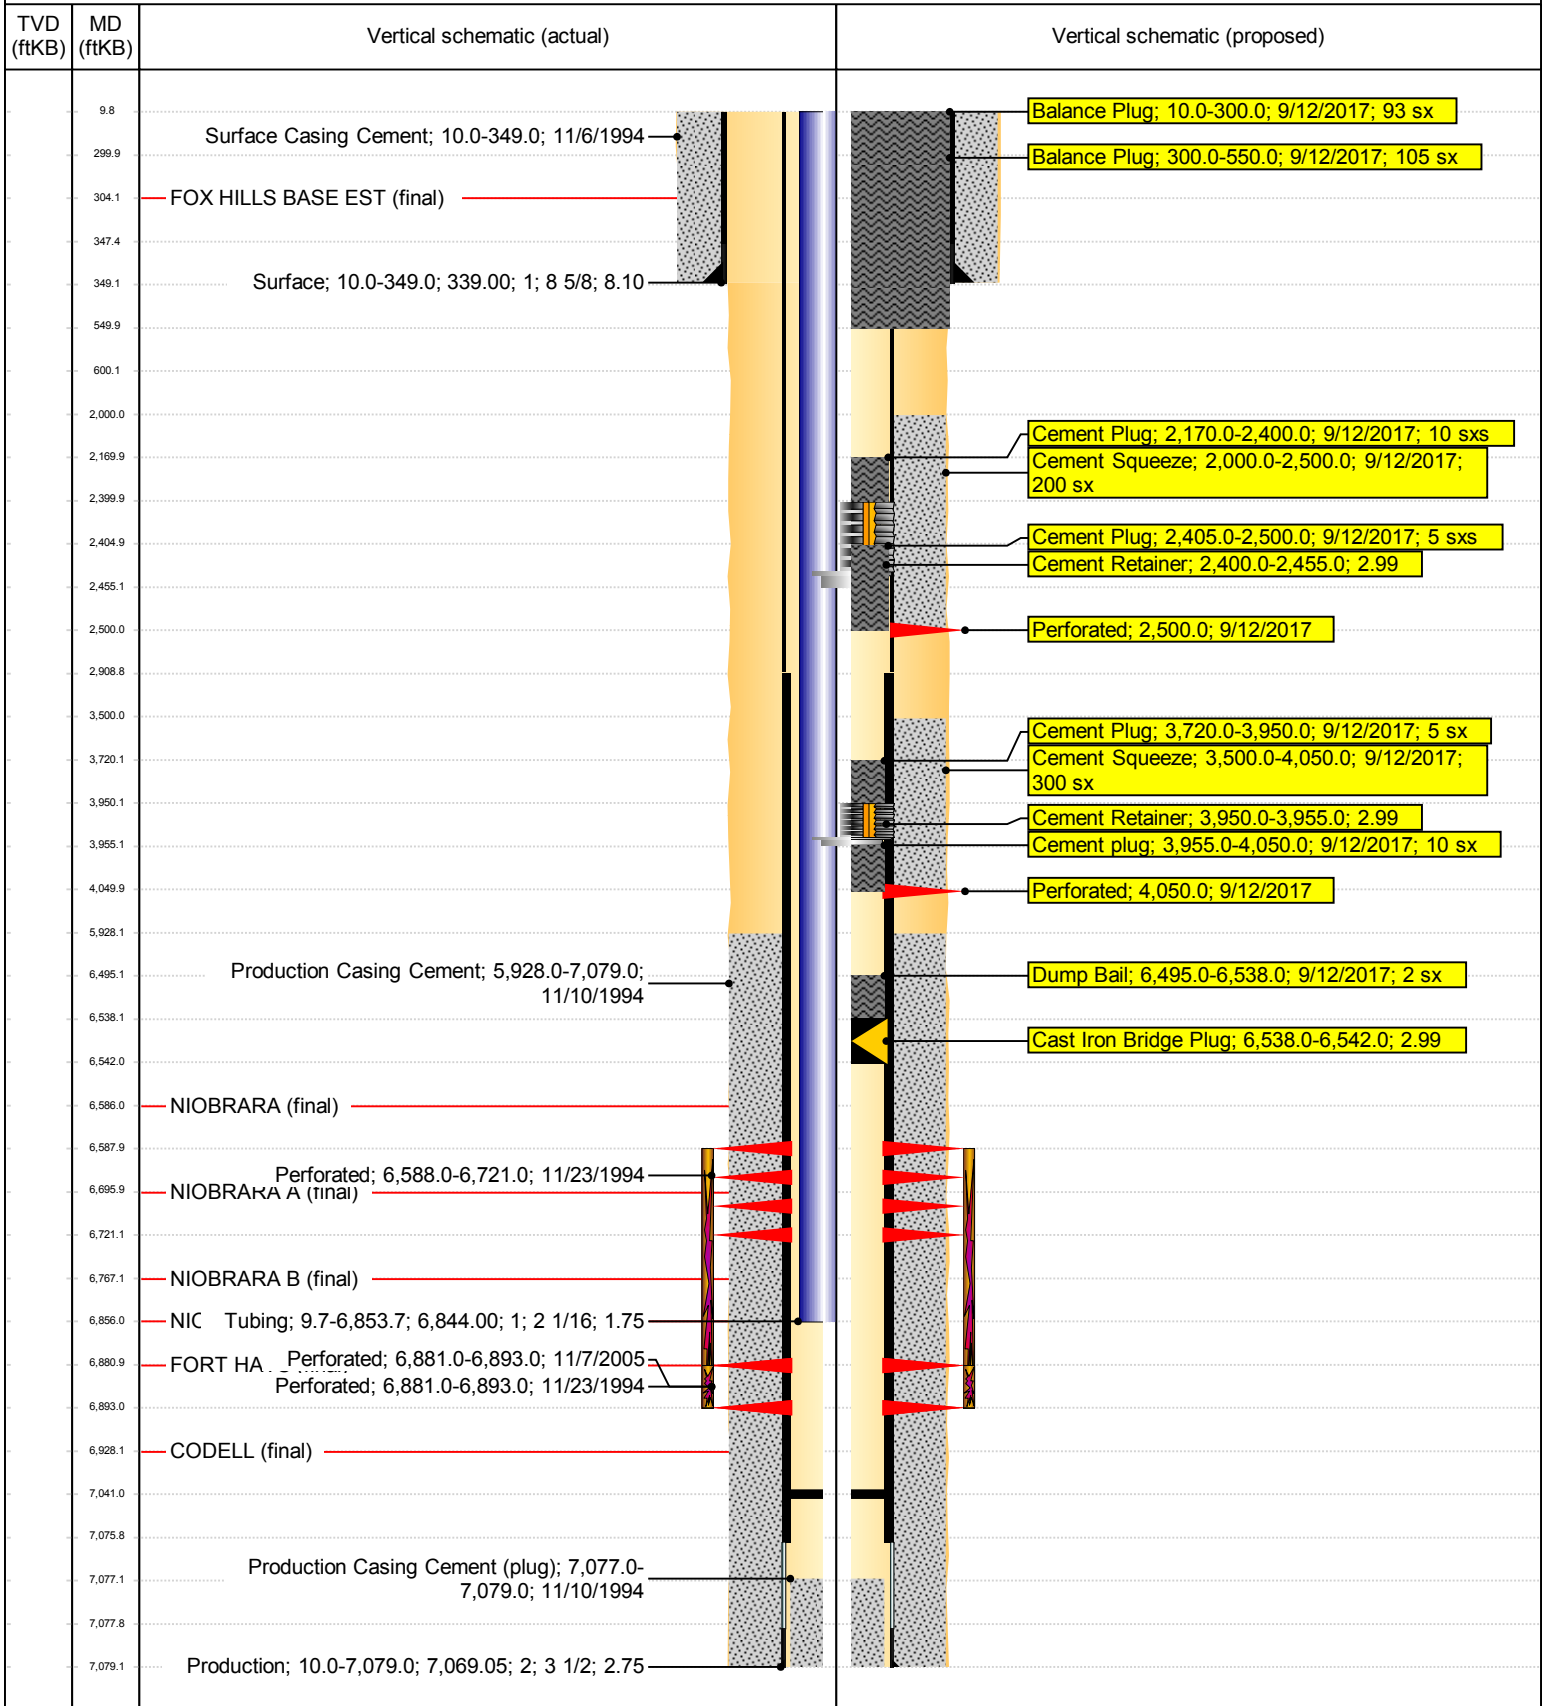 TVD (ftKB)
MD (ftKB)
Vertical schematic (actual)
Vertical schematic (proposed)
9.8
Surface Casing Cement; 10.0-349.0; 11/6/1994
Balance Plug; 10.0-300.0; 9/12/2017; 93 sx
299.9
Balance Plug; 300.0-550.0; 9/12/2017; 105 sx
304.1
FOX HILLS BASE EST (final)
347.4
349.1
Surface; 10.0-349.0; 339.00; 1; 8 5/8; 8.10
549.9
600.1
2,000.0
Cement Plug; 2,170.0-2,400.0; 9/12/2017; 10 sxs
2,169.9
Cement Squeeze; 2,000.0-2,500.0; 9/12/2017;
200 sx
2,399.9
Cement Plug; 2,405.0-2,500.0; 9/12/2017; 5 sxs
2,404.9
Cement Retainer; 2,400.0-2,455.0; 2.99
2,455.1
2,500.0
Perforated; 2,500.0; 9/12/2017
2,908.8
3,500.0
Cement Plug; 3,720.0-3,950.0; 9/12/2017; 5 sx
3,720.1
Cement Squeeze; 3,500.0-4,050.0; 9/12/2017;
300 sx
3,950.1
Cement Retainer; 3,950.0-3,955.0; 2.99
3,955.1
Cement plug; 3,955.0-4,050.0; 9/12/2017; 10 sx
4,049.9
Perforated; 4,050.0; 9/12/2017
5,928.1
6,495.1
Production Casing Cement; 5,928.0-7,079.0;
11/10/1994
Dump Bail; 6,495.0-6,538.0; 9/12/2017; 2 sx
6,538.1
Cast Iron Bridge Plug; 6,538.0-6,542.0; 2.99
6,542.0
6,586.0
NIOBRARA (final)
6,587.9
Perforated; 6,588.0-6,721.0; 11/23/1994
6,695.9
NIOBRARA A (final)
6,721.1
6,767.1
NIOBRARA B (final)
6,856.0
Tubing; 9.7-6,853.7; 6,844.00; 1; 2 1/16; 1.75
6,880.9
FORT
Perforated; 6,881.0-6,893.0; 11/7/2005
Perforated; 6,881.0-6,893.0; 11/23/1994
6,893.0
6,928.1
CODELL (final)
7,041.0
7,075.8
7,077.1
Production Casing Cement (plug); 7,077.0-
7,079.0; 11/10/1994
7,077.8
7,079.1
Production; 10.0-7,079.0; 7,069.05; 2; 3 1/2; 2.75